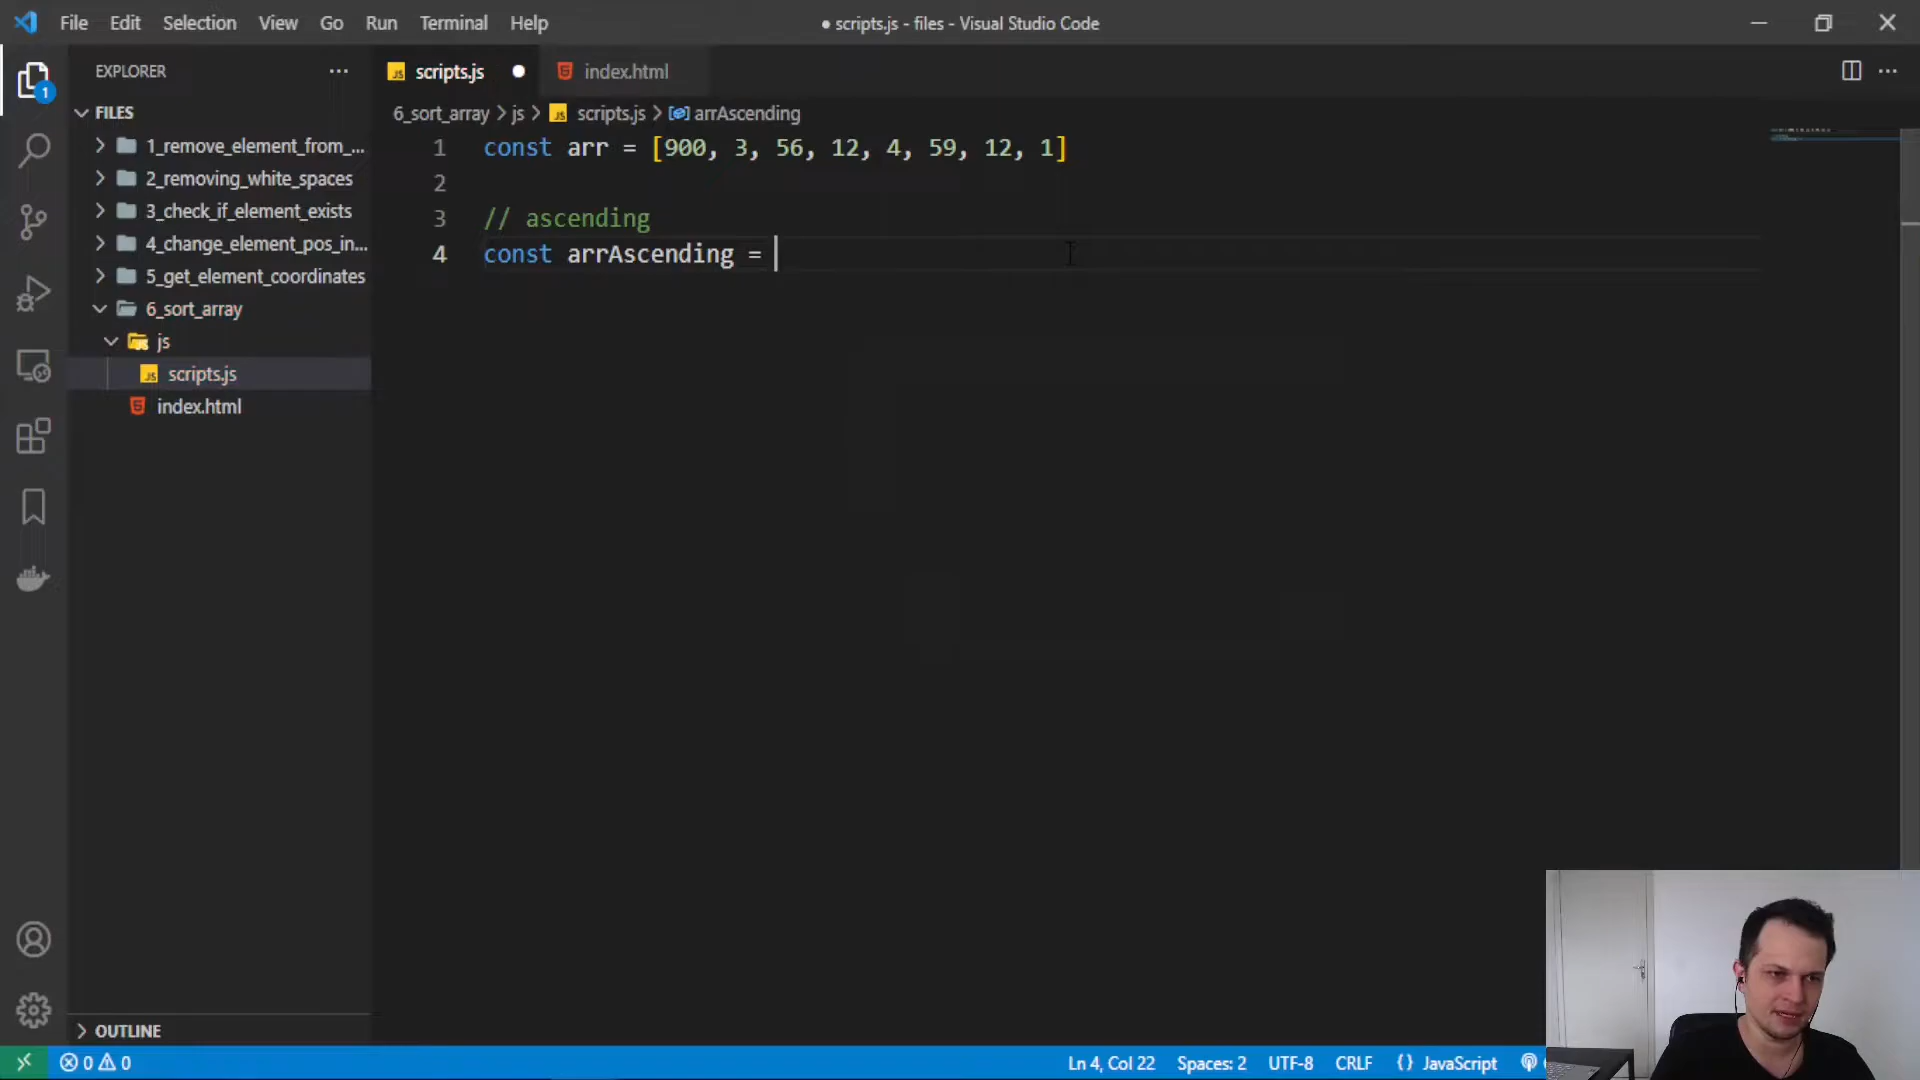 File Edit Selection View Go Run Terminal Help
● scripts.js - files - Visual Studio Code
EXPLORER
scripts.js
index.html
1
FILES
6_sort_array > js > scripts.js > arrAscending
1_remove_element_from_...
2_removing_white_spaces
3_check_if_element_exists
4_change_element_pos_in...
5_get_element_coordinates
6_sort_array
js
scripts.js
index.html
1 const arr = [900, 3, 56, 12, 4, 59, 12, 1]
2
3 // ascending
4 const arrAscending =
OUTLINE
0 0
Ln 4, Col 22 Spaces: 2 UTF-8 CRLF {} JavaScript